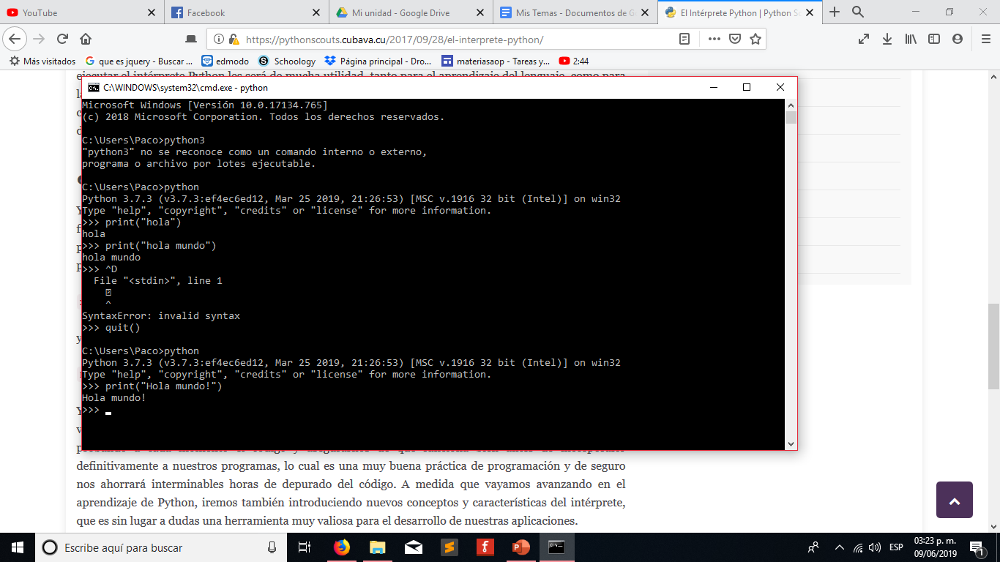 YouTube
Facebook
Mi unidad - Google Drive
Mis Temas - Documentos de G
El Intérprete Python | Python Sc
https://pythonscouts.cubava.cu/2017/09/28/el-interprete-python/
Más visitados
que es jquery - Buscar ...
edmodo
Schoology
Página principal - Dro...
materiasaop - Tareas y...
2:44
ejecutar el intérprete Python les será de mucha utilidad, tanto para el aprendizaje del lenguaje, como para
C:\WINDOWS\system32\cmd.exe - python
Microsoft Windows [Versión 10.0.17134.765]
(c) 2018 Microsoft Corporation. Todos los derechos reservados.
C:\Users\Paco>python3
"python3" no se reconoce como un comando interno o externo,
programa o archivo por lotes ejecutable.
C:\Users\Paco>python
Python 3.7.3 (v3.7.3:ef4ec6ed12, Mar 25 2019, 21:26:53) [MSC v.1916 32 bit (Intel)] on win32
Type "help", "copyright", "credits" or "license" for more information.
>>> print("hola")
hola
>>> print("hola mundo")
hola mundo
>>> ^D
  File "<stdin>", line 1
    ^
SyntaxError: invalid syntax
>>> quit()
C:\Users\Paco>python
Python 3.7.3 (v3.7.3:ef4ec6ed12, Mar 25 2019, 21:26:53) [MSC v.1916 32 bit (Intel)] on win32
Type "help", "copyright", "credits" or "license" for more information.
>>> print("Hola mundo!")
Hola mundo!
>>>
definitivamente a nuestros programas, lo cual es una muy buena práctica de programación y de seguro
nos ahorrará interminables horas de depurado del código. A medida que vayamos avanzando en el
aprendizaje de Python, iremos también introduciendo nuevos conceptos y características del intérprete,
que es sin lugar a dudas una herramienta muy valiosa para el desarrollo de nuestras aplicaciones.
Escribe aquí para buscar
ESP
03:23 p. m.
09/06/2019
1